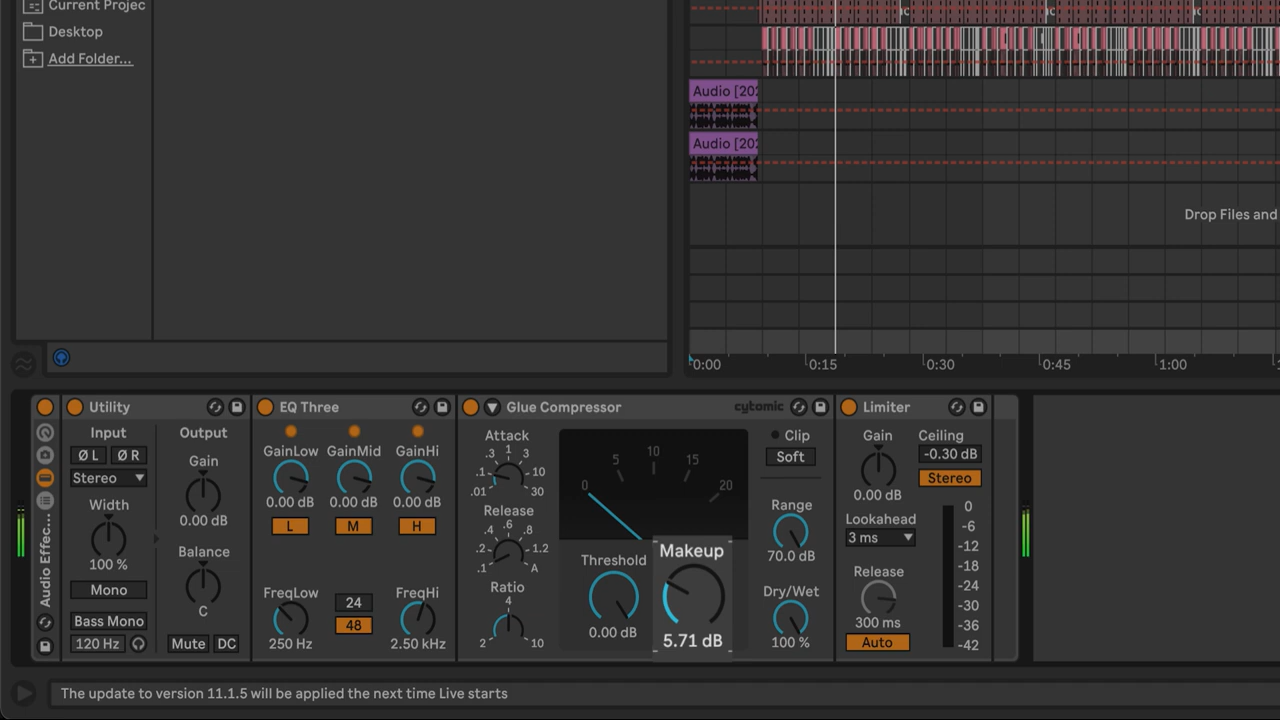 Current Projec
Desktop
Add Folder...
Audio [202
Audio [202
Drop Files and
0:00
0:15
0:30
0:45
1:00
Audio Effec...
Utility
Input
Ø L
Ø R
Stereo
Width
100 %
Mono
Bass Mono
120 Hz
Output
Gain
0.00 dB
Balance
C
Mute
DC
EQ Three
GainLow
GainMid
GainHi
0.00 dB
0.00 dB
0.00 dB
L
M
H
FreqLow
250 Hz
24
48
FreqHi
2.50 kHz
Glue Compressor
cytomic
Attack
.01 .1 .3 1 3 10 30
Release
.1 .2 .4 .6 .8 1.2 A
Ratio
2 4 10
0 5 10 15 20
Threshold
0.00 dB
Makeup
5.71 dB
Clip
Soft
Range
70.0 dB
Dry/Wet
100 %
Limiter
Gain
0.00 dB
Ceiling
-0.30 dB
Stereo
Lookahead
3 ms
Release
300 ms
Auto
0
-6
-12
-18
-24
-30
-36
-42
The update to version 11.1.5 will be applied the next time Live starts